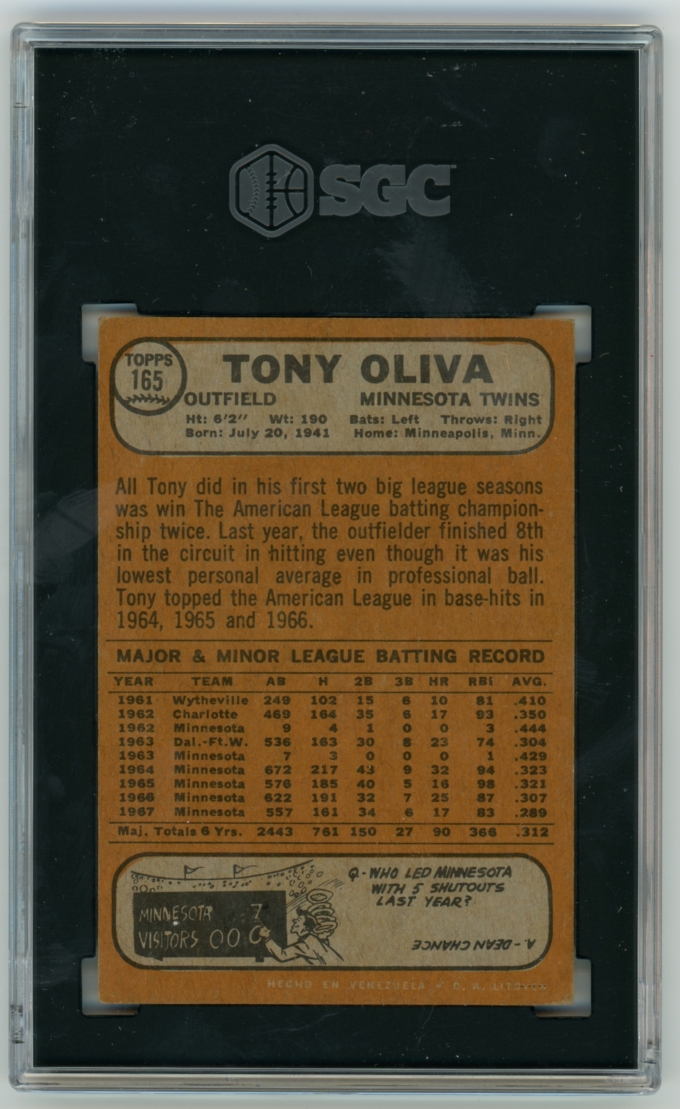 SGC
TOPPS
165
TONY OLIVA
OUTFIELD MINNESOTA TWINS
Ht: 6'2" Wt: 190 Bats: Left Throws: Right
Born: July 20, 1941 Home: Minneapolis, Minn.
All Tony did in his first two big league seasons
was win The American League batting champion-
ship twice. Last year, the outfielder finished 8th
in the circuit in hitting even though it was his
lowest personal average in professional ball.
Tony topped the American League in base-hits in
1964, 1965 and 1966.
MAJOR & MINOR LEAGUE BATTING RECORD
YEAR TEAM AB H 2B 3B HR RBI AVG.
1961 Wytheville 249 102 15 6 10 81 .410
1962 Charlotte 469 164 35 6 17 93 .350
1962 Minnesota 9 4 1 0 0 3 .444
1963 Dal.-Ft.W. 536 163 30 8 23 74 .304
1963 Minnesota 7 3 0 0 0 1 .429
1964 Minnesota 672 217 43 9 32 94 .323
1965 Minnesota 576 185 40 5 16 98 .321
1966 Minnesota 622 191 32 7 25 87 .307
1967 Minnesota 557 161 34 6 17 83 .289
Maj. Totals 6 Yrs. 2443 761 150 27 90 366 .312
MINNESOTA 7
VISITORS 000
Q - WHO LED MINNESOTA
WITH 5 SHUTOUTS
LAST YEAR?
A. - DEAN CHANCE
HECHO EN VENEZUELA - C. A.